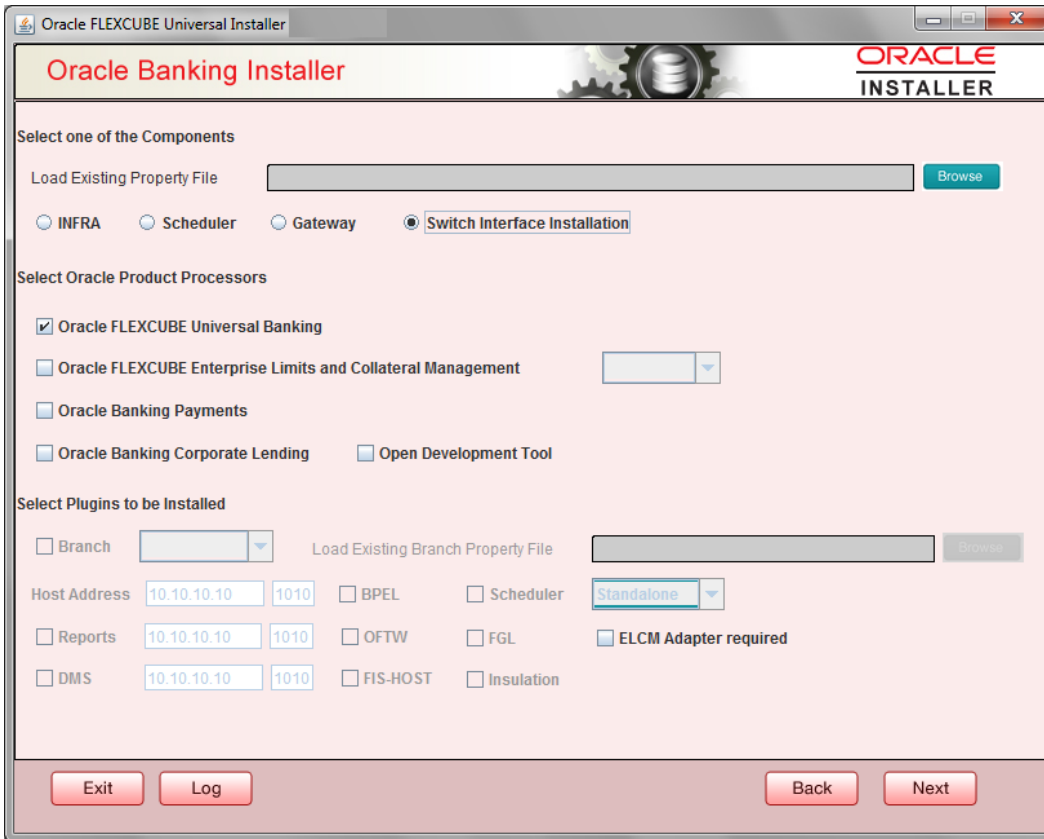 Oracle FLEXCUBE Universal Installer
Oracle Banking Installer
ORACLE
INSTALLER
Select one of the Components
Load Existing Property File Browse
INFRA Scheduler Gateway Switch Interface Installation
Select Oracle Product Processors
Oracle FLEXCUBE Universal Banking
Oracle FLEXCUBE Enterprise Limits and Collateral Management
Oracle Banking Payments
Oracle Banking Corporate Lending Open Development Tool
Select Plugins to be Installed
Branch Load Existing Branch Property File Browse
Host Address 10.10.10.10 1010 BPEL Scheduler Standalone
Reports 10.10.10.10 1010 OFTW FGL ELCM Adapter required
DMS 10.10.10.10 1010 FIS-HOST Insulation
Exit Log Back Next